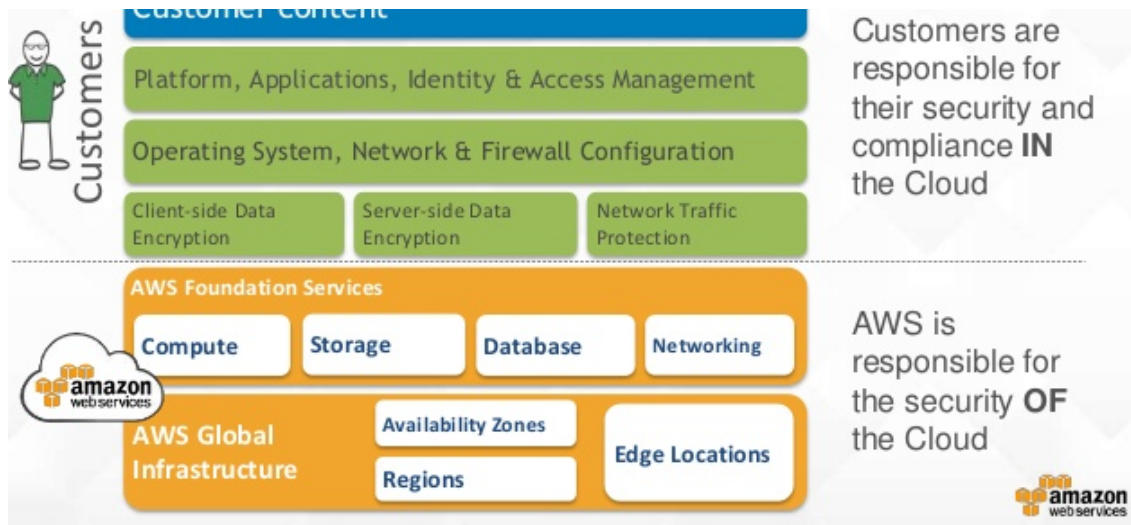 Customer Content
Customers
Platform, Applications, Identity & Access Management
Operating System, Network & Firewall Configuration
Client-side Data
Encryption
Server-side Data
Encryption
Network Traffic
Protection
Customers are
responsible for
their security and
compliance IN
the Cloud
AWS Foundation Services
Compute
Storage
Database
Networking
amazon
web services
AWS Global
Infrastructure
Availability Zones
Regions
Edge Locations
AWS is
responsible for
the security OF
the Cloud
amazon
web services